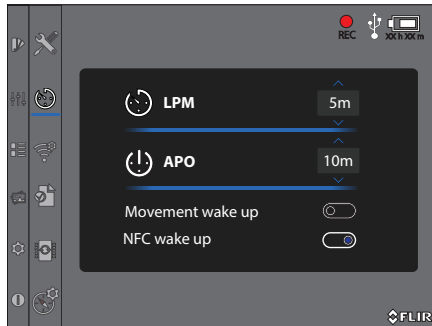 REC
XX h XX m
LPM
5m
APO
10m
Movement wake up
NFC wake up
FLIR